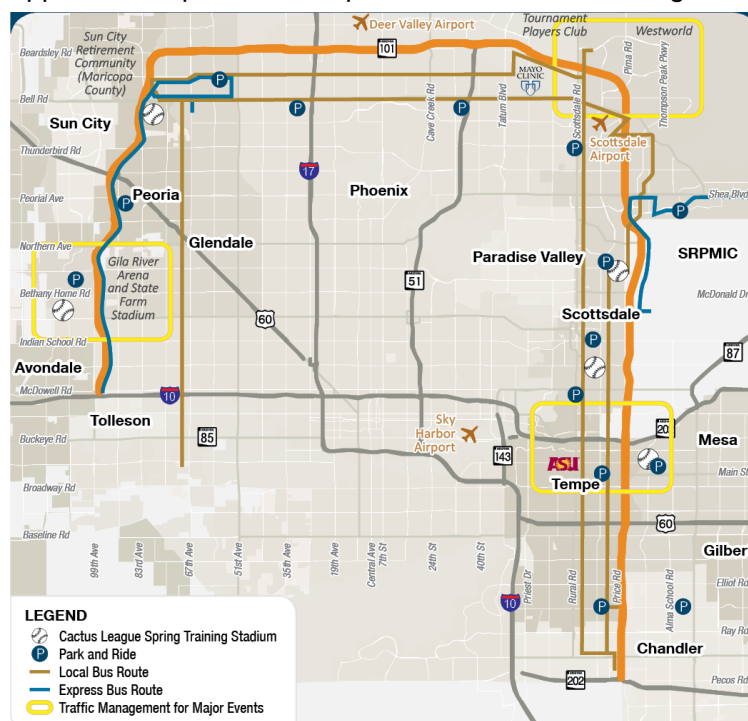 Deer Valley Airport
Tournament
Players Club
Westworld
Sun City
Retirement
Community
(Maricopa
County)
Beardsley Rd
101
MAYO
CLINIC
Pima Rd
Thompson Peak Pkwy
Bell Rd
Cave Creek Rd
Tatum Blvd
Scottsdale Rd
Sun City
Scottsdale
Airport
Thunderbird Rd
17
Peoria
Phoenix
Peorial Ave
Shea Blvd
Glendale
Northern Ave
Gila River
Arena
and State
Farm
Stadium
Paradise Valley
SRPMIC
Bethany Home Rd
51
McDonald Dr
Scottsdale
60
Indian School Rd
87
Avondale
McDowell Rd
10
Tolleson
Sky
Harbor
Airport
85
Buckeye Rd
143
ASU
Tempe
Mesa
Main St
Broadway Rd
Baseline Rd
60
Gilber
99th Ave
83rd Ave
67th Ave
51st Ave
35th Ave
19th Ave
Central Ave
7th St
24th St
40th St
Priest Dr
Rural Rd
Price Rd
Alma School Rd
Elliot Rd
10
Ray Rd
Chandler
202
Pecos Rd
LEGEND
Cactus League Spring Training Stadium
P Park and Ride
Local Bus Route
Express Bus Route
Traffic Management for Major Events